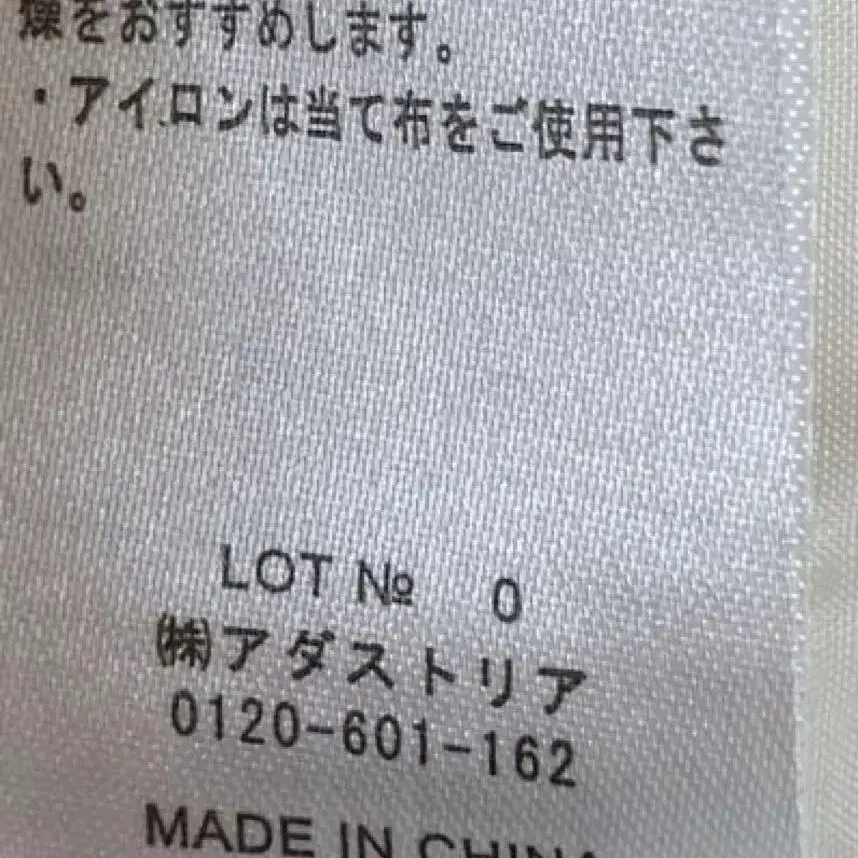 燥をおすすめします。
・アイロンは当て布をご使用下さ
い。
LOT № 0
㈱アダストリア
0120-601-162
MADE IN CHINA